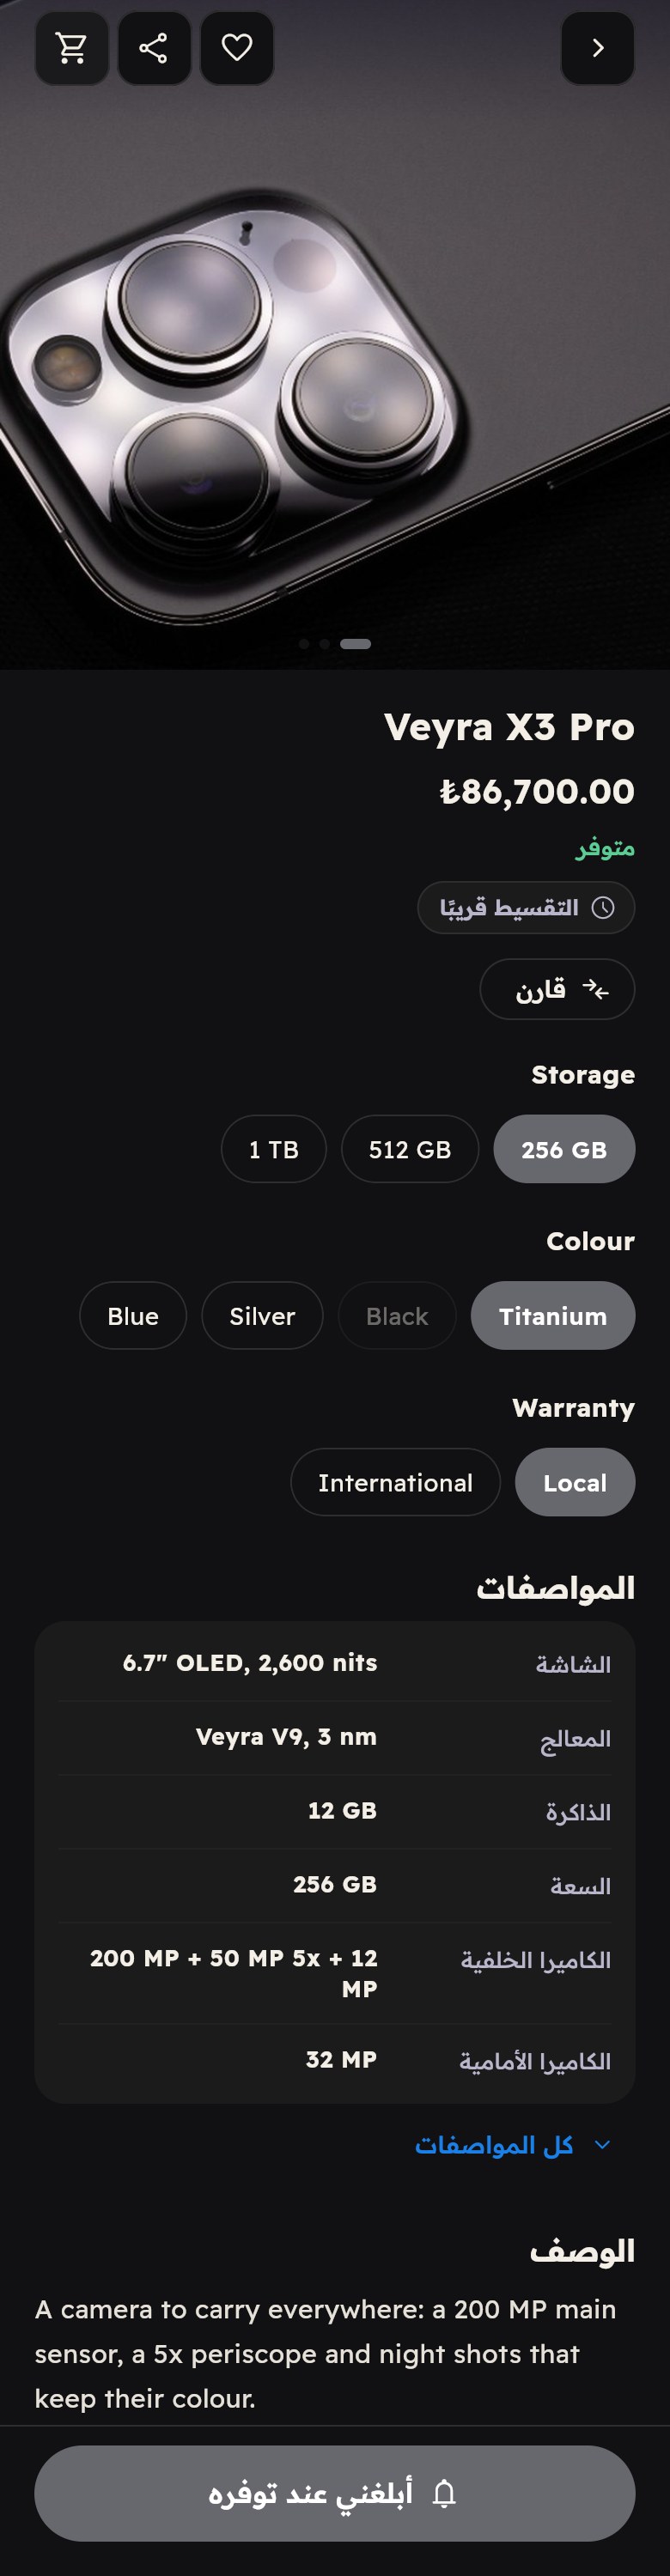 Veyra X3 Pro
₺86,700.00
متوفر
التقسيط قريبًا
قارن
Storage
256 GB
512 GB
1 TB
Colour
Titanium
Black
Silver
Blue
Warranty
Local
International
المواصفات
الشاشة
6.7" OLED, 2,600 nits
المعالج
Veyra V9, 3 nm
الذاكرة
12 GB
السعة
256 GB
الكاميرا الخلفية
200 MP + 50 MP 5x + 12
MP
الكاميرا الأمامية
32 MP
كل المواصفات
الوصف
A camera to carry everywhere: a 200 MP main
sensor, a 5x periscope and night shots that
keep their colour.
أبلغني عند توفره